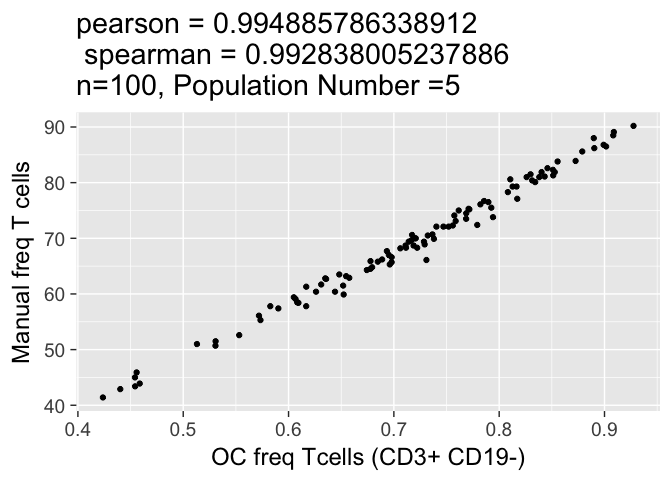 pearson = 0.994885786338912
spearman = 0.992838005237886
n=100, Population Number =5
90
80
70
60
50
40
Manual freq T cells
0.4 0.5 0.6 0.7 0.8 0.9
OC freq Tcells (CD3+ CD19-)